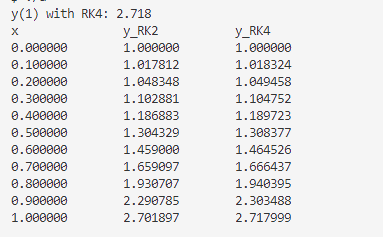 y(1) with RK4: 2.718
x y_RK2 y_RK4
0.000000 1.000000 1.000000
0.100000 1.017812 1.018324
0.200000 1.048348 1.049458
0.300000 1.102881 1.104752
0.400000 1.186883 1.189723
0.500000 1.304329 1.308377
0.600000 1.459000 1.464526
0.700000 1.659097 1.666437
0.800000 1.930707 1.940395
0.900000 2.290785 2.303488
1.000000 2.701897 2.717999